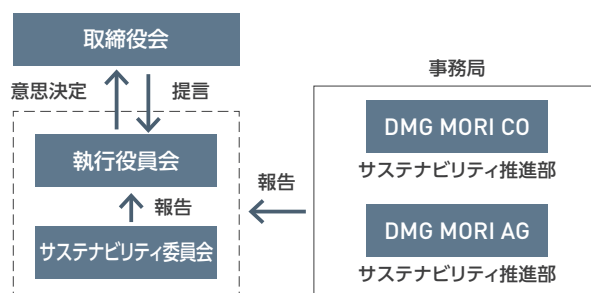 取締役会
意思決定
提言
執行役員会
報告
サステナビリティ委員会
報告
事務局
DMG MORI CO
サステナビリティ推進部
DMG MORI AG
サステナビリティ推進部